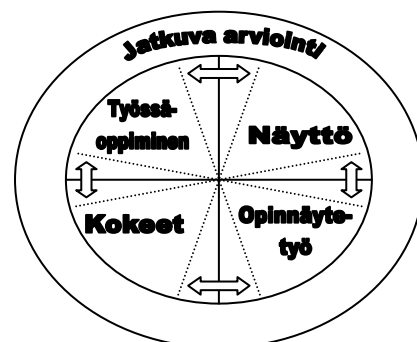 Jatkuva arviointi
Työssä-
oppiminen
Näyttö
Kokeet
Opinnäyte-
työ